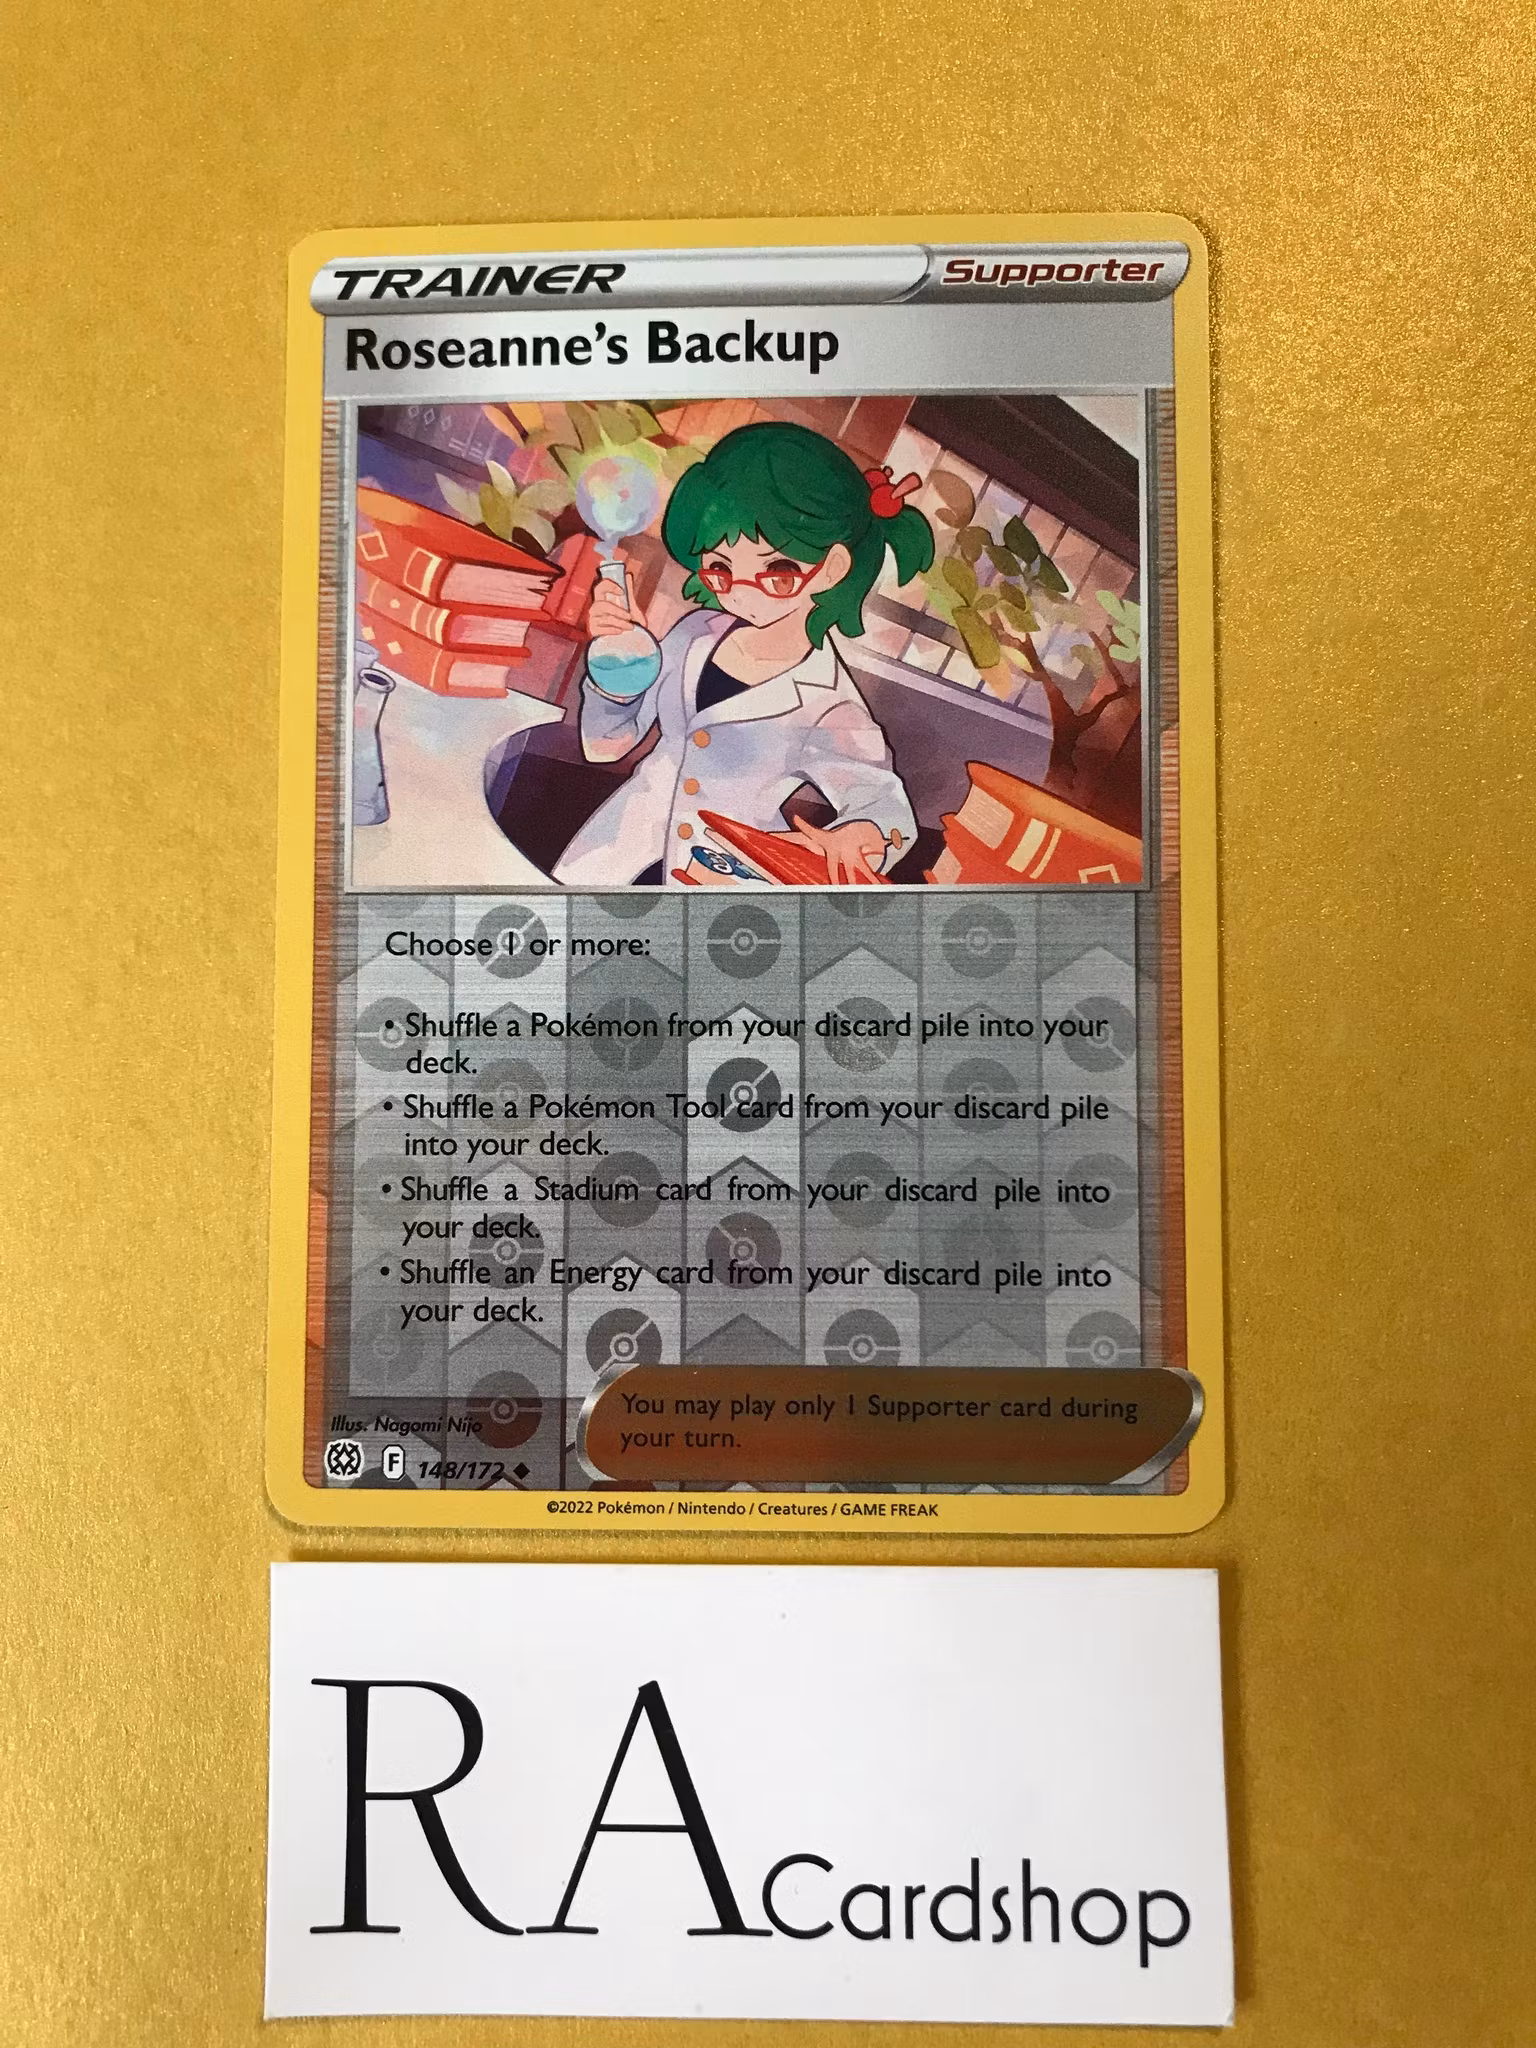 TRAINER Supporter
Roseanne's Backup
Choose 1 or more:
• Shuffle a Pokémon from your discard pile into your
deck.
• Shuffle a Pokémon Tool card from your discard pile
into your deck.
• Shuffle a Stadium card from your discard pile into
your deck.
• Shuffle an Energy card from your discard pile into
your deck.
You may play only 1 Supporter card during
your turn.
Illus. Nagomi Nijo
F 148/172
©2022 Pokémon / Nintendo / Creatures / GAME FREAK
RA Cardshop